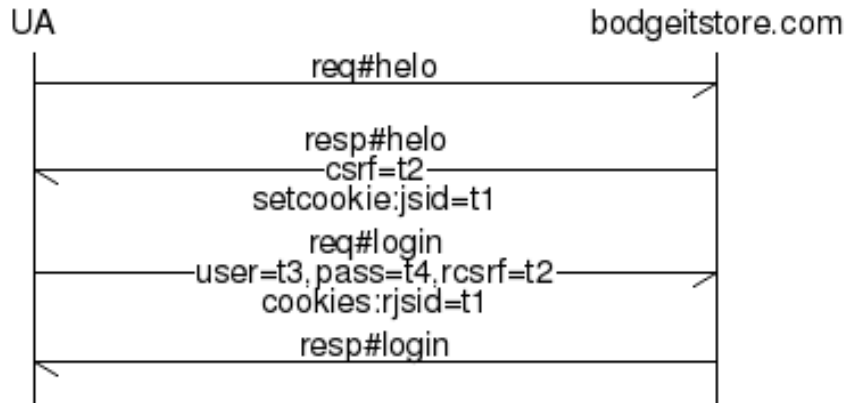 UA
bodgeitstore.com
req#helo
resp#helo
csrf=t2
setcookie:jsid=t1
req#login
user=t3,pass=t4,rcsrf=t2
cookies:rjsid=t1
resp#login